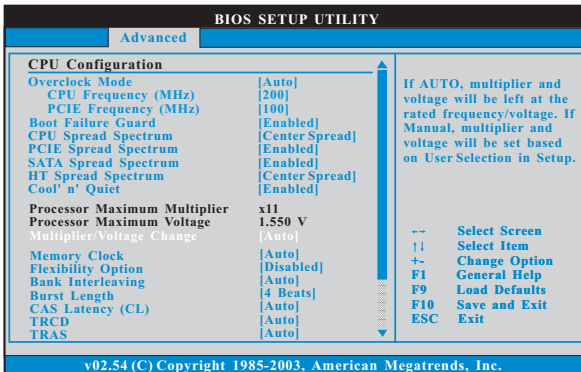 BIOS SETUP UTILITY
Advanced
CPU Configuration
Overclock Mode [Auto]
CPU Frequency (MHz) [200]
PCIE Frequency (MHz) [100]
Boot Failure Guard [Enabled]
CPU Spread Spectrum [Center Spread]
PCIE Spread Spectrum [Enabled]
SATA Spread Spectrum [Enabled]
HT Spread Spectrum [Center Spread]
Cool' n' Quiet [Enabled]
Processor Maximum Multiplier x11
Processor Maximum Voltage 1.550 V
Multiplier/Voltage Change [Auto]
Memory Clock [Auto]
Flexibility Option [Disabled]
Bank Interleaving [Auto]
Burst Length [4 Beats]
CAS Latency (CL) [Auto]
TRCD [Auto]
TRAS [Auto]
If AUTO, multiplier and
voltage will be left at the
rated frequency/voltage. If
Manual, multiplier and
voltage will be set based
on User Selection in Setup.
←→ Select Screen
↑↓ Select Item
+- Change Option
F1 General Help
F9 Load Defaults
F10 Save and Exit
ESC Exit
v02.54 (C) Copyright 1985-2003, American Megatrends, Inc.